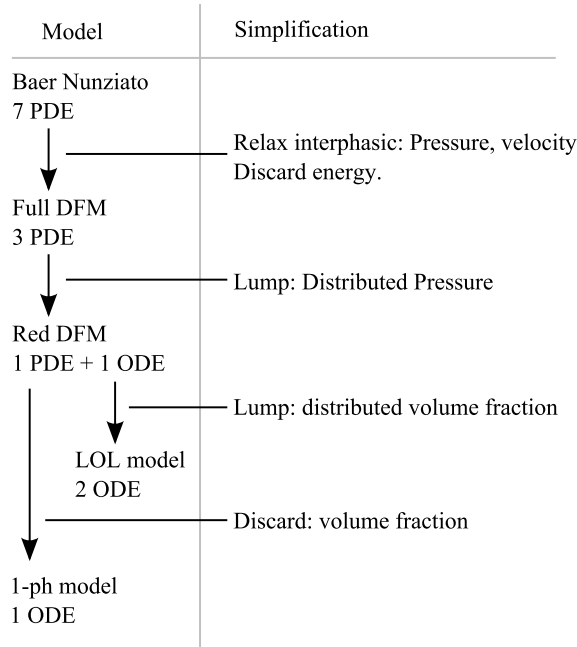 Model
Simplification
Baer Nunziato
7 PDE
Relax interphasic: Pressure, velocity
Discard energy.
Full DFM
3 PDE
Lump: Distributed Pressure
Red DFM
1 PDE + 1 ODE
Lump: distributed volume fraction
LOL model
2 ODE
Discard: volume fraction
1-ph model
1 ODE